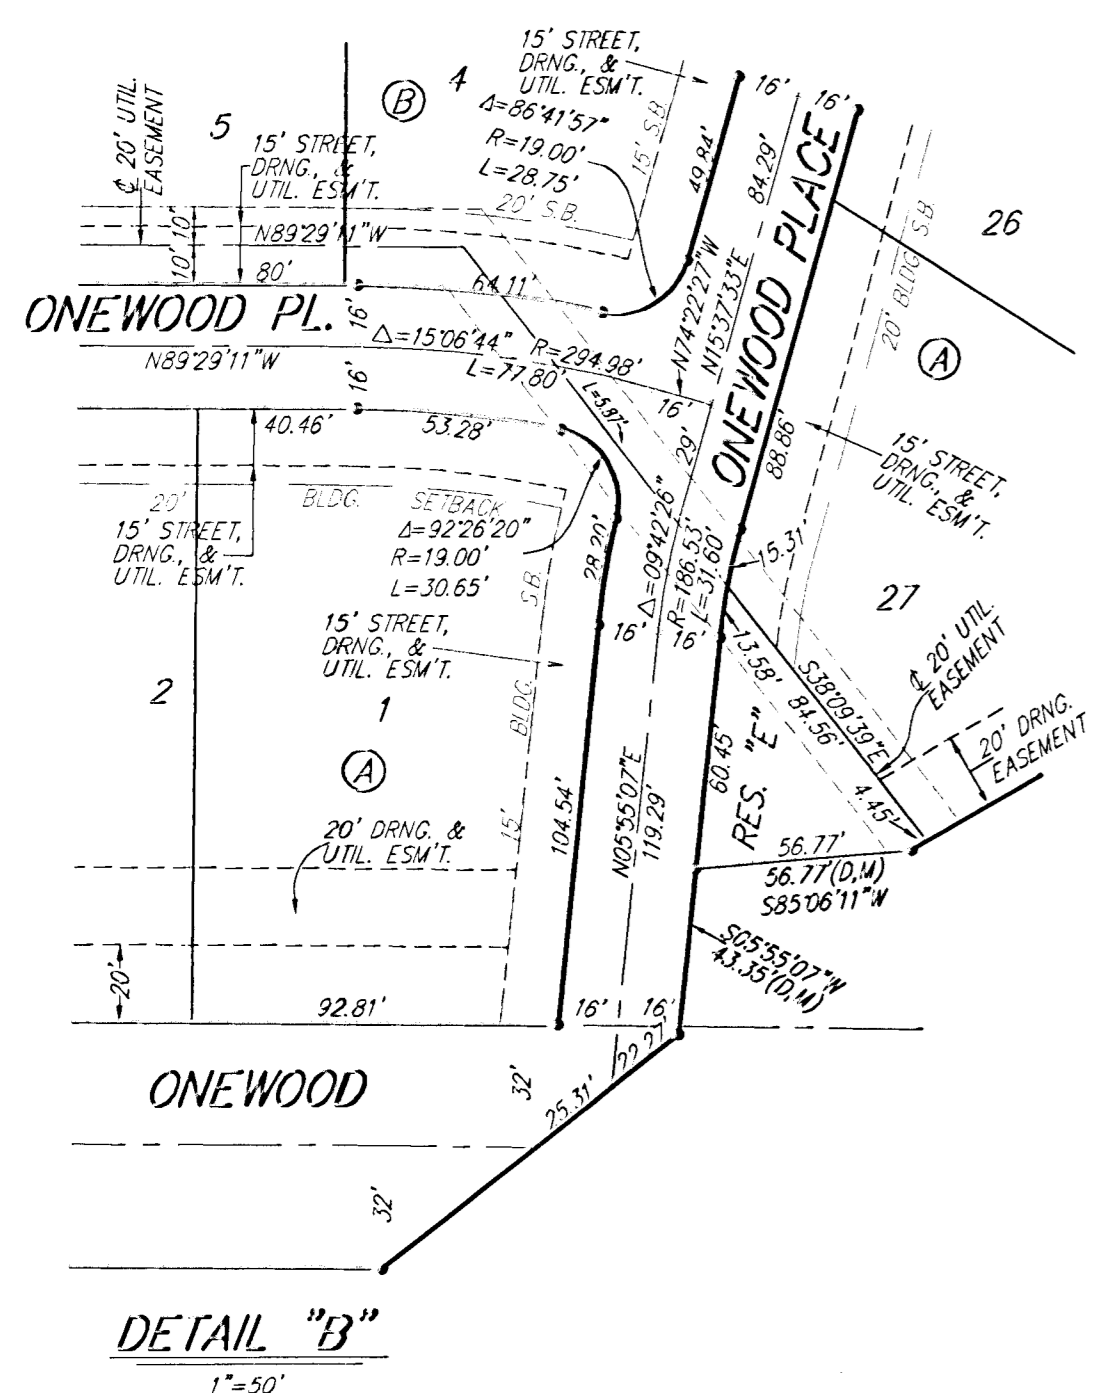 15' STREET,
DRNG., &
UTIL. ESM'T.
16'
16'
℄ 20' UTIL.
EASEMENT
5
B
4
Δ=86°41'57"
R=19.00'
L=28.75'
15' S.B.
49.84'
84.29'
ONEWOOD PLACE
15' STREET,
DRNG., &
UTIL. ESM'T.
20' S.B.
26
20' BLDG. S.B.
10'
10'
N89°29'11"W
80'
64.11'
N74°22'27"W
N15°37'33"E
ONEWOOD PL.
16'
Δ=15°06'44"
R=294.98'
L=77.80'
N89°29'11"W
16'
L=5.87'
16'
A
40.46'
53.28'
29'
88.86'
15' STREET,
DRNG., &
UTIL. ESM'T.
20'
BLDG.
SETBACK
15' STREET,
DRNG., &
UTIL. ESM'T.
Δ=92°26'20"
R=19.00'
L=30.65'
28.20'
Δ=09°42'26"
R=186.53'
L=31.60'
15.31'
S.B.
15' STREET,
DRNG., &
UTIL. ESM'T.
16'
16'
13.58'
27
℄ 20' UTIL.
EASEMENT
S38°09'39"E
84.56'
2
1
BLDG.
A
60.45'
RES. "E"
20' DRNG.
EASEMENT
4.45'
104.54'
N05°55'07"E
119.29'
15'
20' DRNG. &
UTIL. ESM'T.
56.77'
56.77'(D,M)
S85°06'11"W
S05°55'07"W
43.35'(D,M)
20'
92.81'
16'
16'
22.27'
ONEWOOD
32'
25.31'
32'
DETAIL "B"
1"=50'